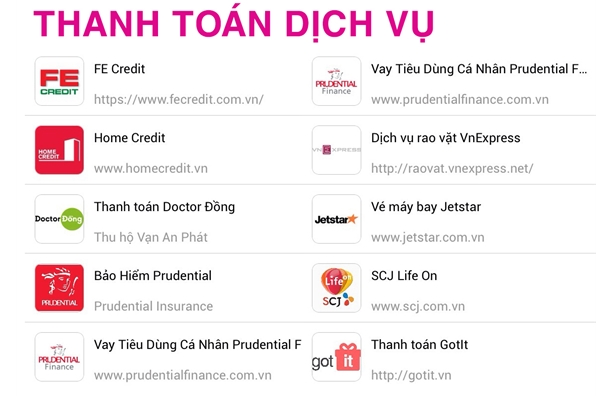 THANH TOÁN DỊCH VỤ
FE CREDIT
FE Credit
https://www.fecredit.com.vn/
PRUDENTIAL Finance
Vay Tiêu Dùng Cá Nhân Prudential F...
www.prudentialfinance.com.vn
HOME CREDIT
Home Credit
www.homecredit.vn
VNEXPRESS
Dịch vụ rao vặt VnExpress
http://raovat.vnexpress.net/
Doctor Đồng
Thanh toán Doctor Đồng
Thu hộ Vạn An Phát
Jetstar
Vé máy bay Jetstar
www.jetstar.com.vn
PRUDENTIAL
Bảo Hiểm Prudential
Prudential Insurance
Life On SCJ
SCJ Life On
www.scj.com.vn
PRUDENTIAL Finance
Vay Tiêu Dùng Cá Nhân Prudential F
www.prudentialfinance.com.vn
got it
Thanh toán GotIt
http://gotit.vn